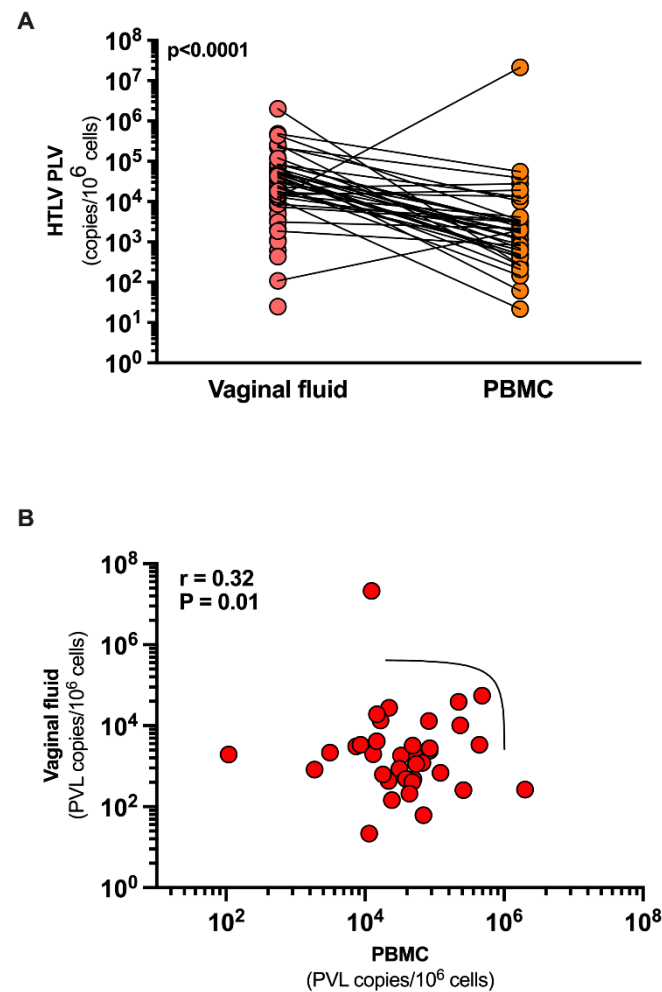 A
p<0.0001
HTLV PLV
(copies/10⁶ cells)
10⁸
10⁷
10⁶
10⁵
10⁴
10³
10²
10¹
10⁰
Vaginal fluid PBMC
B
r = 0.32
P = 0.01
Vaginal fluid
(PVL copies/10⁶ cells)
10⁸
10⁶
10⁴
10²
10⁰
10² 10⁴ 10⁶ 10⁸
PBMC
(PVL copies/10⁶ cells)